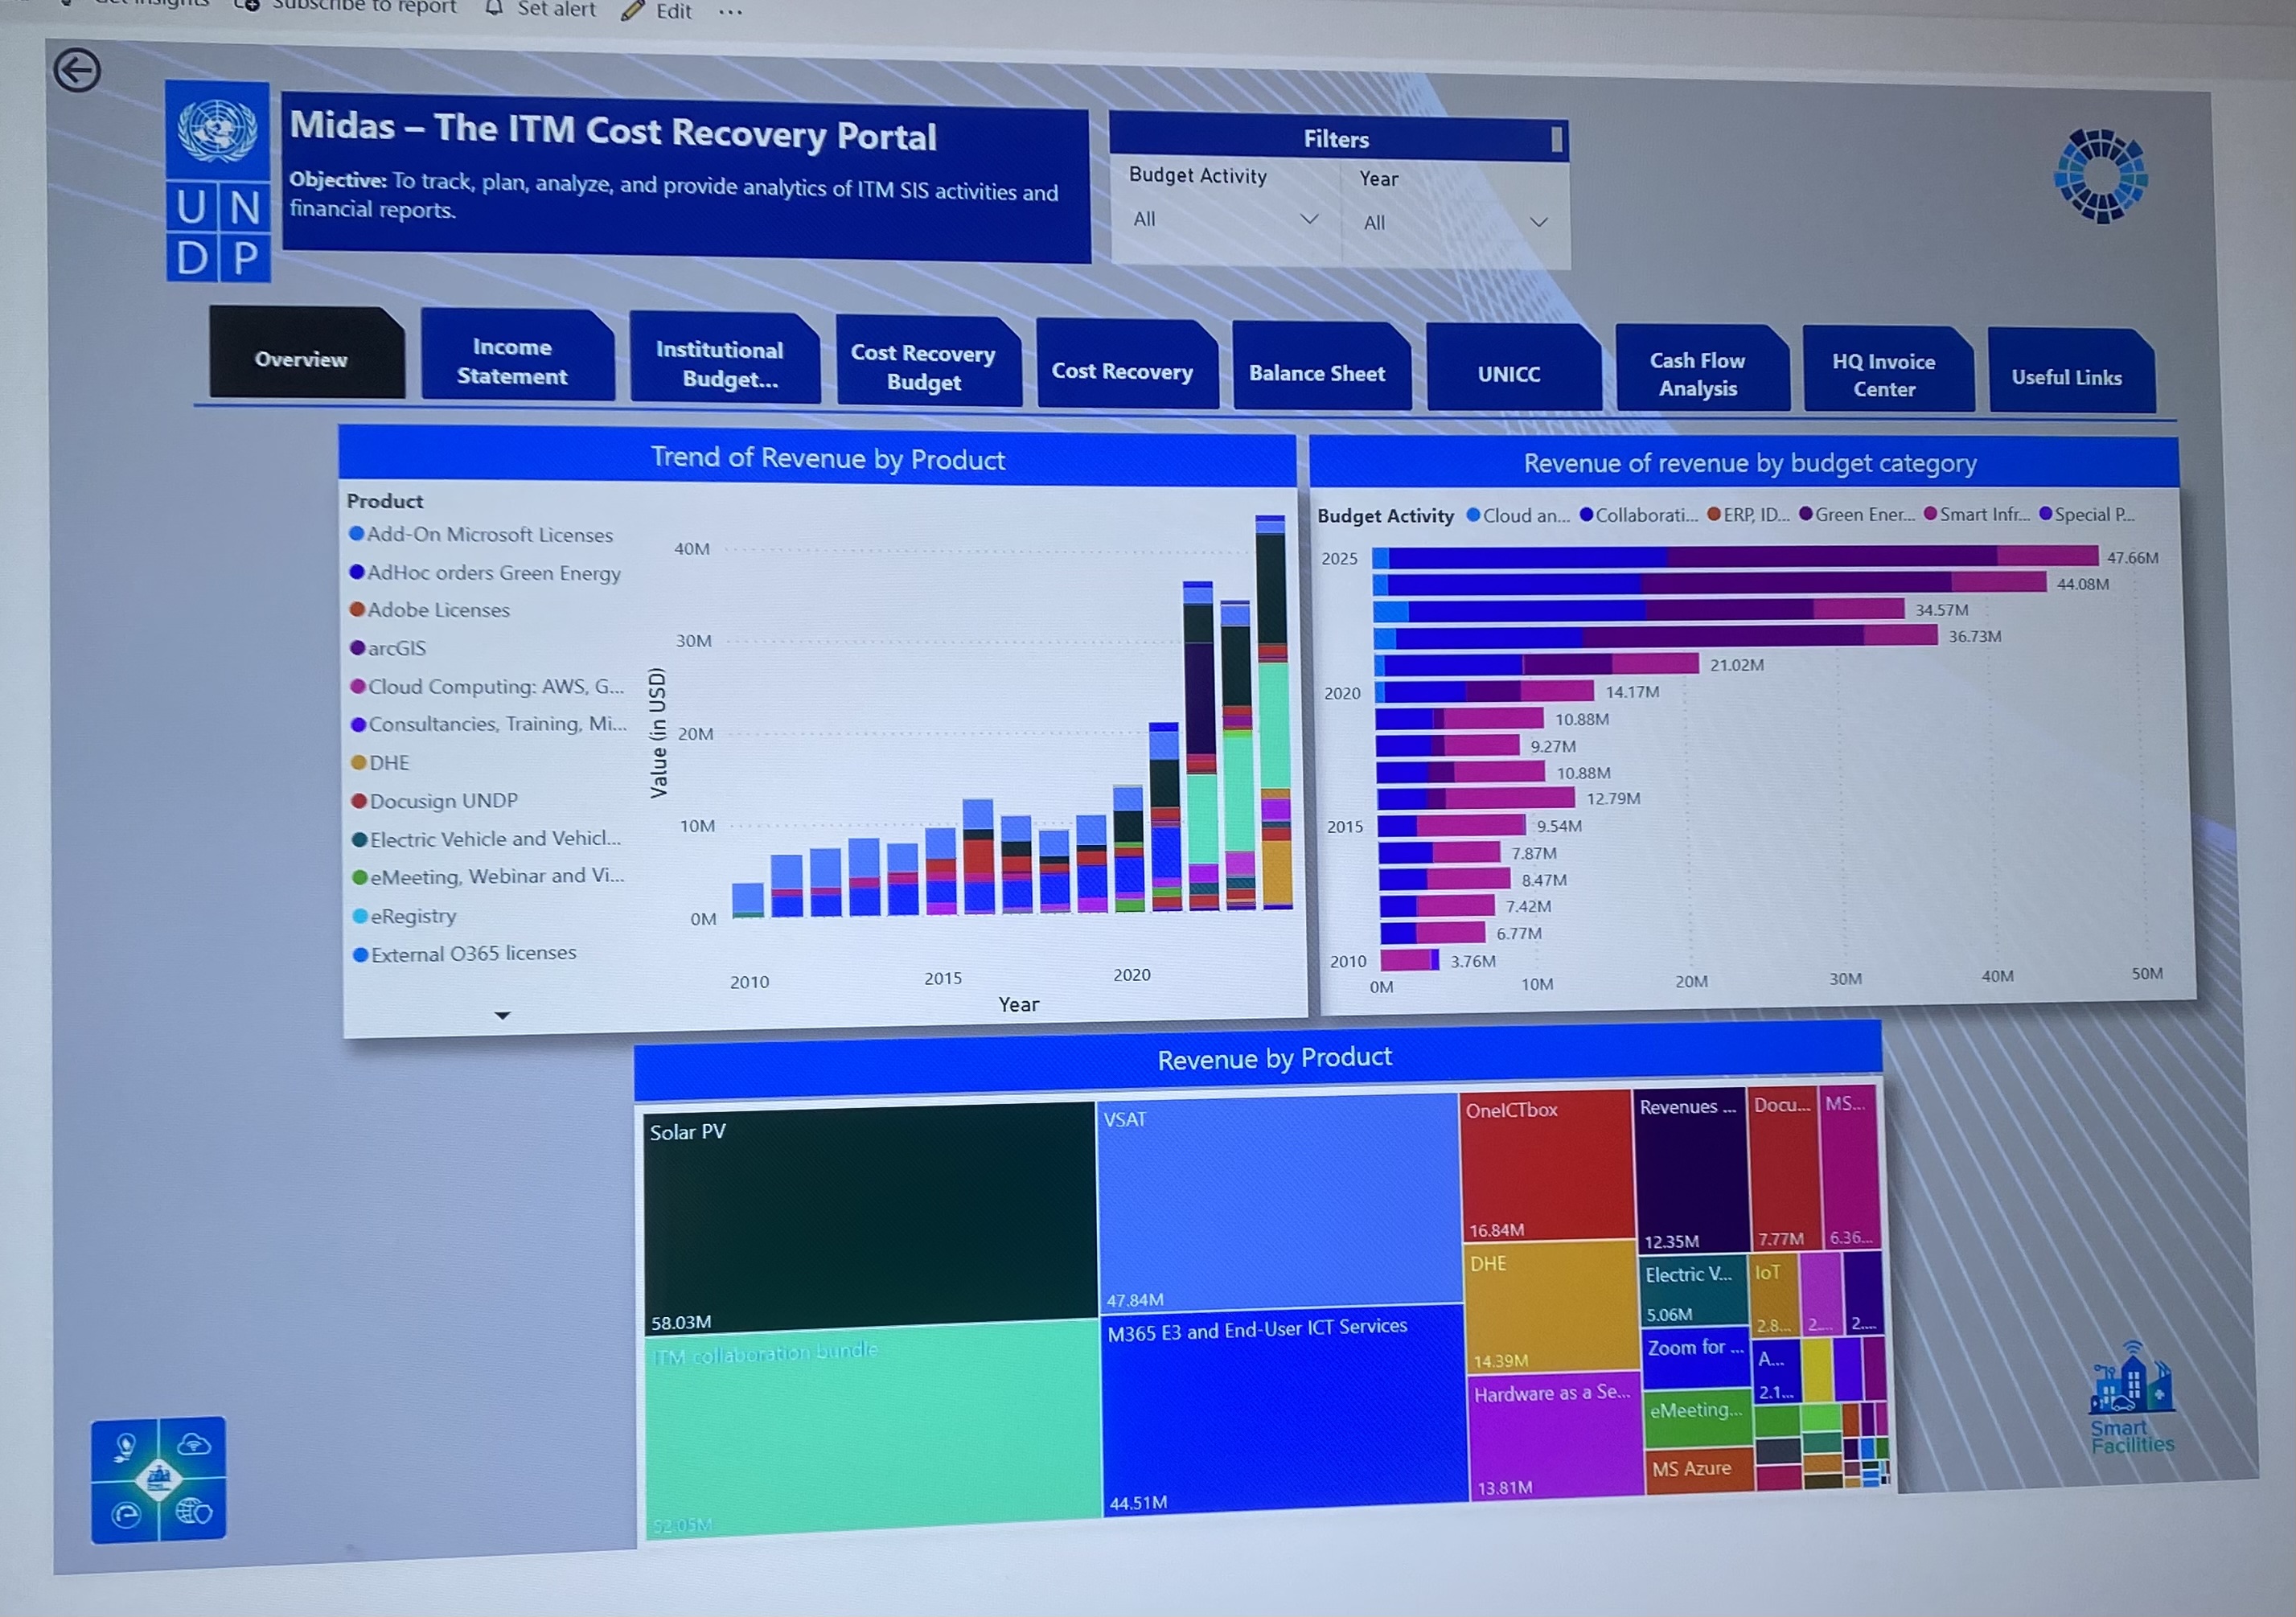 Subscribe to report
Set alert
Edit
...
U N
D P
Midas – The ITM Cost Recovery Portal
Objective: To track, plan, analyze, and provide analytics of ITM SIS activities and
financial reports.
Filters
Budget Activity
All
Year
All
Overview
Income
Statement
Institutional
Budget...
Cost Recovery
Budget
Cost Recovery
Balance Sheet
UNICC
Cash Flow
Analysis
HQ Invoice
Center
Useful Links
Trend of Revenue by Product
Product
Add-On Microsoft Licenses
AdHoc orders Green Energy
Adobe Licenses
arcGIS
Cloud Computing: AWS, G...
Consultancies, Training, Mi...
DHE
Docusign UNDP
Electric Vehicle and Vehicl...
eMeeting, Webinar and Vi...
eRegistry
External O365 licenses
Value (in USD)
40M
30M
20M
10M
0M
2010
2015
2020
Year
Revenue of revenue by budget category
Budget Activity Cloud an... Collaborati... ERP, ID... Green Ener... Smart Infr... Special P...
2025 47.66M
44.08M
34.57M
36.73M
21.02M
2020 14.17M
10.88M
9.27M
10.88M
12.79M
2015 9.54M
7.87M
8.47M
7.42M
6.77M
2010 3.76M
0M 10M 20M 30M 40M 50M
Revenue by Product
Solar PV
58.03M
ITM collaboration bundle
52.05M
VSAT
47.84M
M365 E3 and End-User ICT Services
44.51M
OneICTbox
16.84M
DHE
14.39M
Hardware as a Se...
13.81M
Revenues ...
12.35M
Docu...
7.77M
MS...
6.36...
Electric V...
5.06M
IoT
2.8...
2....
2....
Zoom for ...
A...
2.1...
eMeeting...
MS Azure
Smart
Facilities